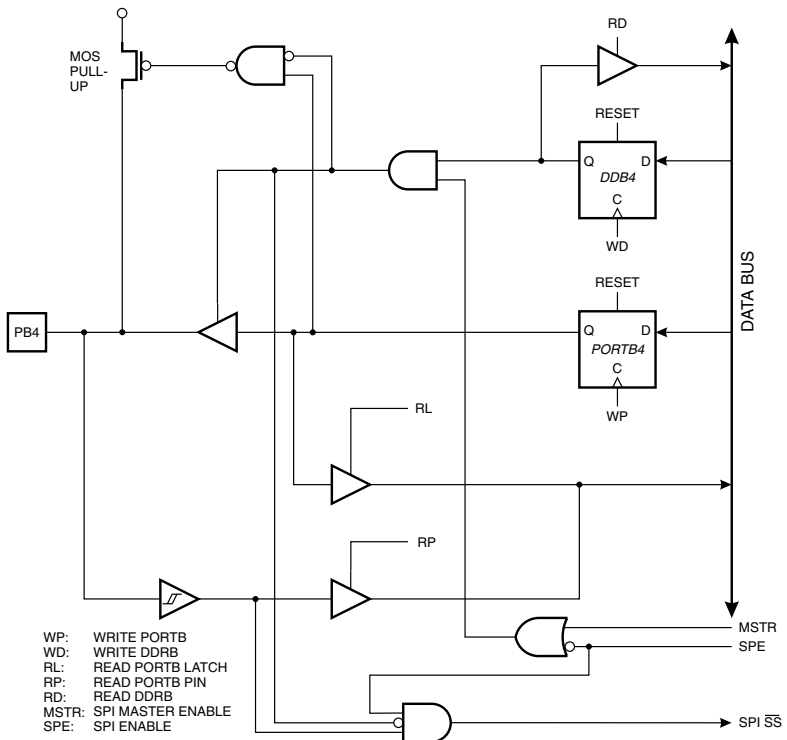 RD
MOS
PULL-
UP
RESET
Q D
DDB4
C
WD
DATA BUS
RESET
PB4
Q D
PORTB4
C
WP
RL
RP
MSTR
SPE
WP: WRITE PORTB
WD: WRITE DDRB
RL: READ PORTB LATCH
RP: READ PORTB PIN
RD: READ DDRB
MSTR: SPI MASTER ENABLE
SPE: SPI ENABLE
SPI S̅S̅